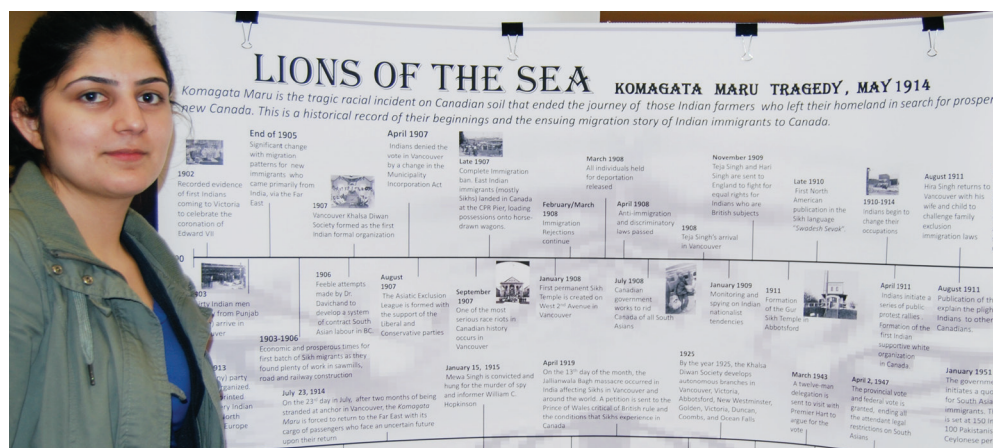 LIONS OF THE SEA KOMAGATA MARU TRAGEDY, MAY 1914
Komagata Maru is the tragic racial incident on Canadian soil that ended the journey of those Indian farmers who left their homeland in search for prosper
new Canada. This is a historical record of their beginnings and the ensuing migration story of Indian immigrants to Canada.
1902
Recorded evidence
of first Indians
coming to Victoria
to celebrate the
coronation of
Edward VII
End of 1905
Significant change
with migration
patterns for new
immigrants who
came primarily from
India, via the Far
East
1907
Vancouver Khalsa Diwan
Society formed as the first
Indian formal organization
April 1907
Indians denied the
vote in Vancouver
by a change in the
Municipality
Incorporation Act
Late 1907
Complete Immigration
ban. East Indian
immigrants (mostly
Sikhs) landed in Canada
at the CPR Pier, loading
possessions onto horse-
drawn wagons.
February/March
1908
Immigration
Rejections
continue
March 1908
All individuals held
for deportation
released
April 1908
Anti-immigration
and discriminatory
laws passed
1908
Teja Singh's arrival
in Vancouver
November 1909
Teja Singh and Hari
Singh are sent to
England to fight for
equal rights for
Indians who are
British subjects
Late 1910
First North
American
publication in the
Sikh language
"Swadesh Sevak".
1910-1914
Indians begin to
change their
occupations
August 1911
Hira Singh returns to
Vancouver with his
wife and child to
challenge family
exclusion
immigration laws
90
903
irty Indian men
from Punjab
arrive in
ver
1903-1906
Economic and prosperous times for
first batch of Sikh migrants as they
found plenty of work in sawmills,
road and railway construction
1906
Feeble attempts
made by Dr.
Davichand to
develop a system
of contract South
Asian labour in BC
August
1907
The Asiatic Exclusion
League is formed with
the support of the
Liberal and
Conservative parties
September
1907
One of the most
serious race riots in
Canadian history
occurs in
Vancouver
January 1908
First permanent Sikh
Temple is created on
West 2nd Avenue in
Vancouver
July 1908
Canadian
government
works to rid
Canada of all South
Asians
January 1909
Monitoring and
spying on Indian
nationalist
tendencies
1911
Formation
of the Gur
Sikh Temple in
Abbotsford
April 1911
Indians initiate a
series of public
protest rallies
Formation of the
first Indian
supportive white
organization
in Canada
August 1911
Publication of th
explain the pligh
Indians to other
Canadians.
913
y) party
rganized
rinted
ry Indian
orth
Europe
July 23, 1914
On the 23rd day in July, after two months of being
stranded at anchor in Vancouver, the Komagata
Maru is forced to return to the Far East with its
cargo of passengers who face an uncertain future
upon their return
January 15, 1915
Mewa Singh is convicted and
hung for the murder of spy
and informer William C.
Hopkinson
April 1919
On the 13th day of the month, the
Jallianwala Bagh massacre occurred in
India affecting Sikhs in Vancouver and
around the world. A petition is sent to the
Prince of Wales critical of British rule and
the conditions that Sikhs experience in
Canada
1925
By the year 1925, the Khalsa
Diwan Society develops
autonomous branches in
Vancouver, Victoria,
Abbotsford, New Westminster,
Golden, Victoria, Duncan,
Coombs, and Ocean Falls
March 1943
A twelve-man
delegation is
sent to visit with
Premier Hart to
argue for the
vote
April 2, 1947
The provincial vote
and federal vote is
granted, ending all
the attendant legal
restrictions on South
Asians
January 1951
The governme
initiates a quo
for South Asia
is set at 150 In
100 Pakistanis
Ceylonese per